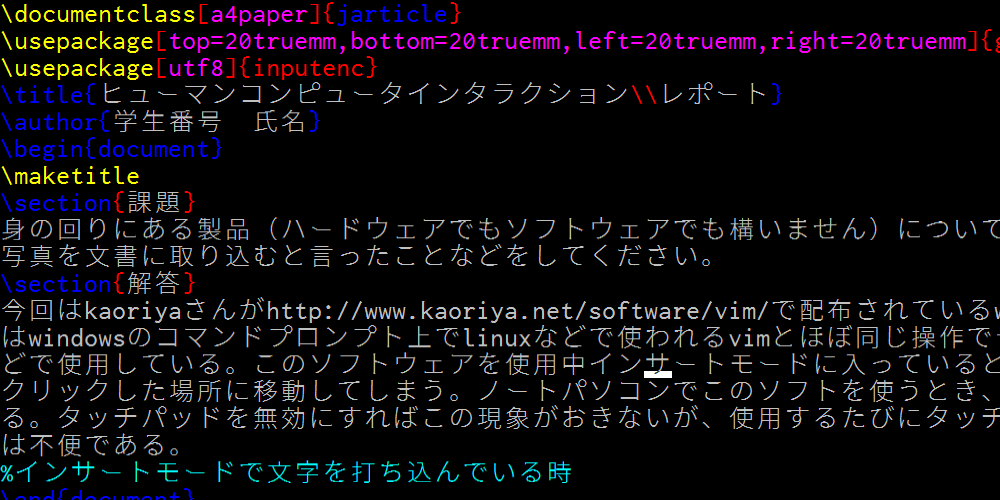 \documentclass[a4paper]{jarticle}
\usepackage[top=20truemm,bottom=20truemm,left=20truemm,right=20truemm]{g
\usepackage[utf8]{inputenc}
\title{ヒューマンコンピュータインタラクション\\レポート}
\author{学生番号　氏名}
\begin{document}
\maketitle
\section{課題}
身の回りにある製品（ハードウェアでもソフトウェアでも構いません）について
写真を文書に取り込むと言ったことなどをしてください。
\section{解答}
今回はkaoriyaさんがhttp://www.kaoriya.net/software/vim/で配布されているw
はwindowsのコマンドプロンプト上でlinuxなどで使われるvimとほぼ同じ操作で
どで使用している。このソフトウェアを使用中インサートモードに入っていると
クリックした場所に移動してしまう。ノートパソコンでこのソフトを使うとき、
る。タッチパッドを無効にすればこの現象がおきないが、使用するたびにタッチ
は不便である。
%インサートモードで文字を打ち込んでいる時
\end{document}